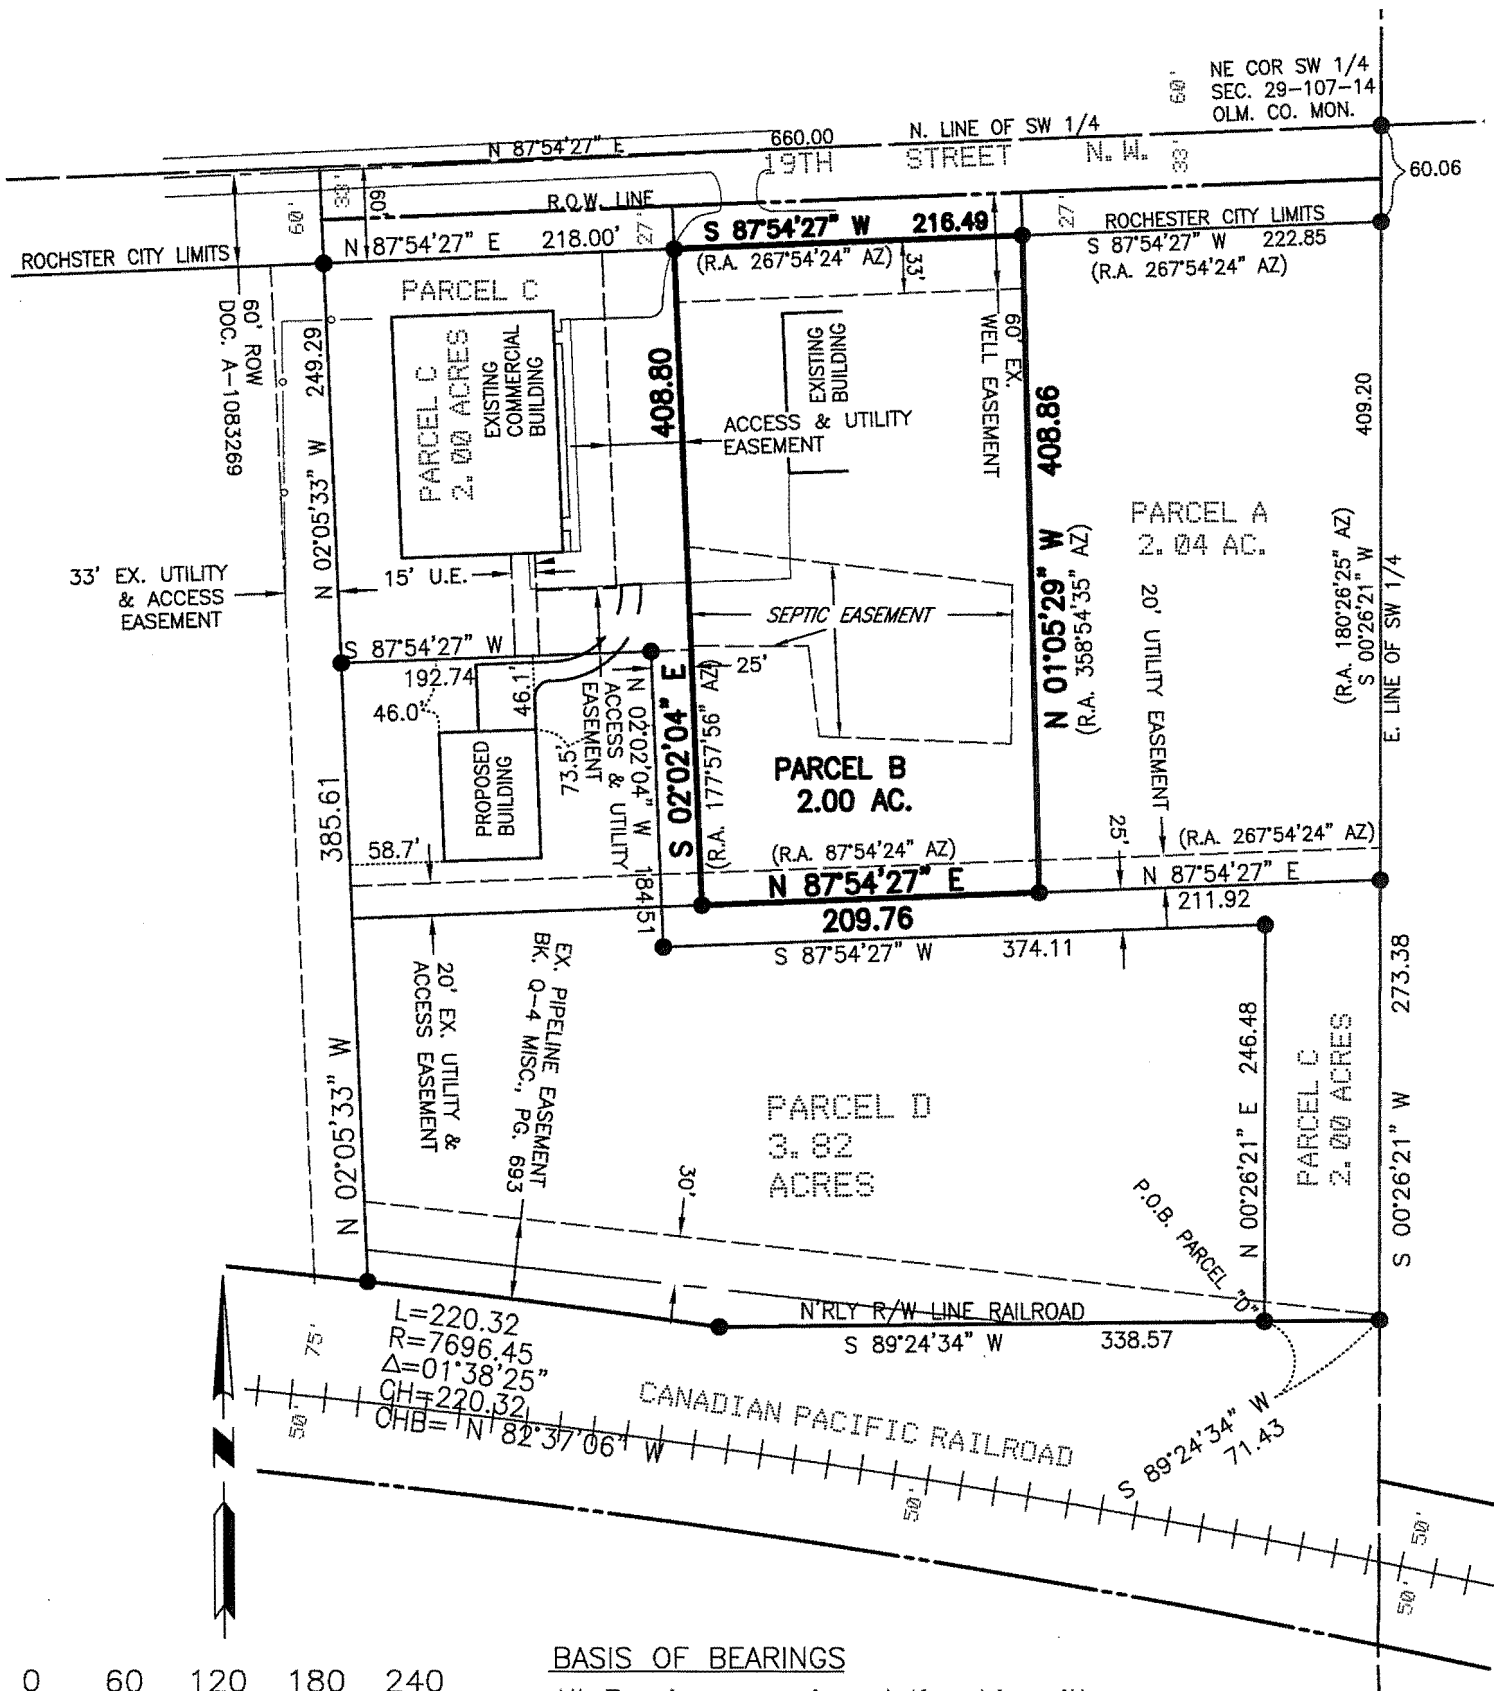 NE COR SW 1/4
SEC. 29-107-14
OLM. CO. MON.
60'
N 87°54'27" E
660.00
N. LINE OF SW 1/4
19TH STREET N.W.
33'
60.06
60'
33'
60'
R.O.W. LINE
27'
27'
ROCHSTER CITY LIMITS
N 87°54'27" E 218.00'
S 87°54'27" W 216.49
(R.A. 267°54'24" AZ)
33'
ROCHESTER CITY LIMITS
S 87°54'27" W 222.85
(R.A. 267°54'24" AZ)
60' ROW
DOC. A-1083269
PARCEL C
PARCEL C
2.00 ACRES
EXISTING
COMMERCIAL
BUILDING
EXISTING
BUILDING
60' EX.
WELL EASEMENT
N 02°05'33" W 249.29
408.80
ACCESS & UTILITY
EASEMENT
408.86
409.20
PARCEL A
2.04 AC.
33' EX. UTILITY
& ACCESS
EASEMENT
15' U.E.
SEPTIC EASEMENT
N 01°05'29" W
(R.A. 358°54'35" AZ)
20' UTILITY EASEMENT
(R.A. 180°26'25" AZ)
S 00°26'21" W
E. LINE OF SW 1/4
S 87°54'27" W
192.74
46.0'
46.1'
73.5'
ACCESS & UTILITY
EASEMENT
N 02°02'04" W 184.51
25'
S 02°02'04" E
(R.A. 177°57'56" AZ)
PROPOSED
BUILDING
PARCEL B
2.00 AC.
385.61
58.7'
25'
(R.A. 87°54'24" AZ)
N 87°54'27" E
209.76
(R.A. 267°54'24" AZ)
N 87°54'27" E
211.92
S 87°54'27" W 374.11
20' EX. UTILITY &
ACCESS EASEMENT
EX. PIPELINE EASEMENT
BK. Q-4 MISC., PG. 693
N 02°05'33" W
273.38
N 00°26'21" E 246.48
PARCEL C
2.00 ACRES
S 00°26'21" W
PARCEL D
3.82
ACRES
30'
P.O.B. PARCEL "D"
N'RLY R/W LINE RAILROAD
S 89°24'34" W 338.57
L=220.32
R=7696.45
Δ=01°38'25"
CH=220.32
CHB= N 82°37'06" W
75'
50'
CANADIAN PACIFIC RAILROAD
S 89°24'34" W
71.43
50'
50'
50'
N
0 60 120 180 240
BASIS OF BEARINGS